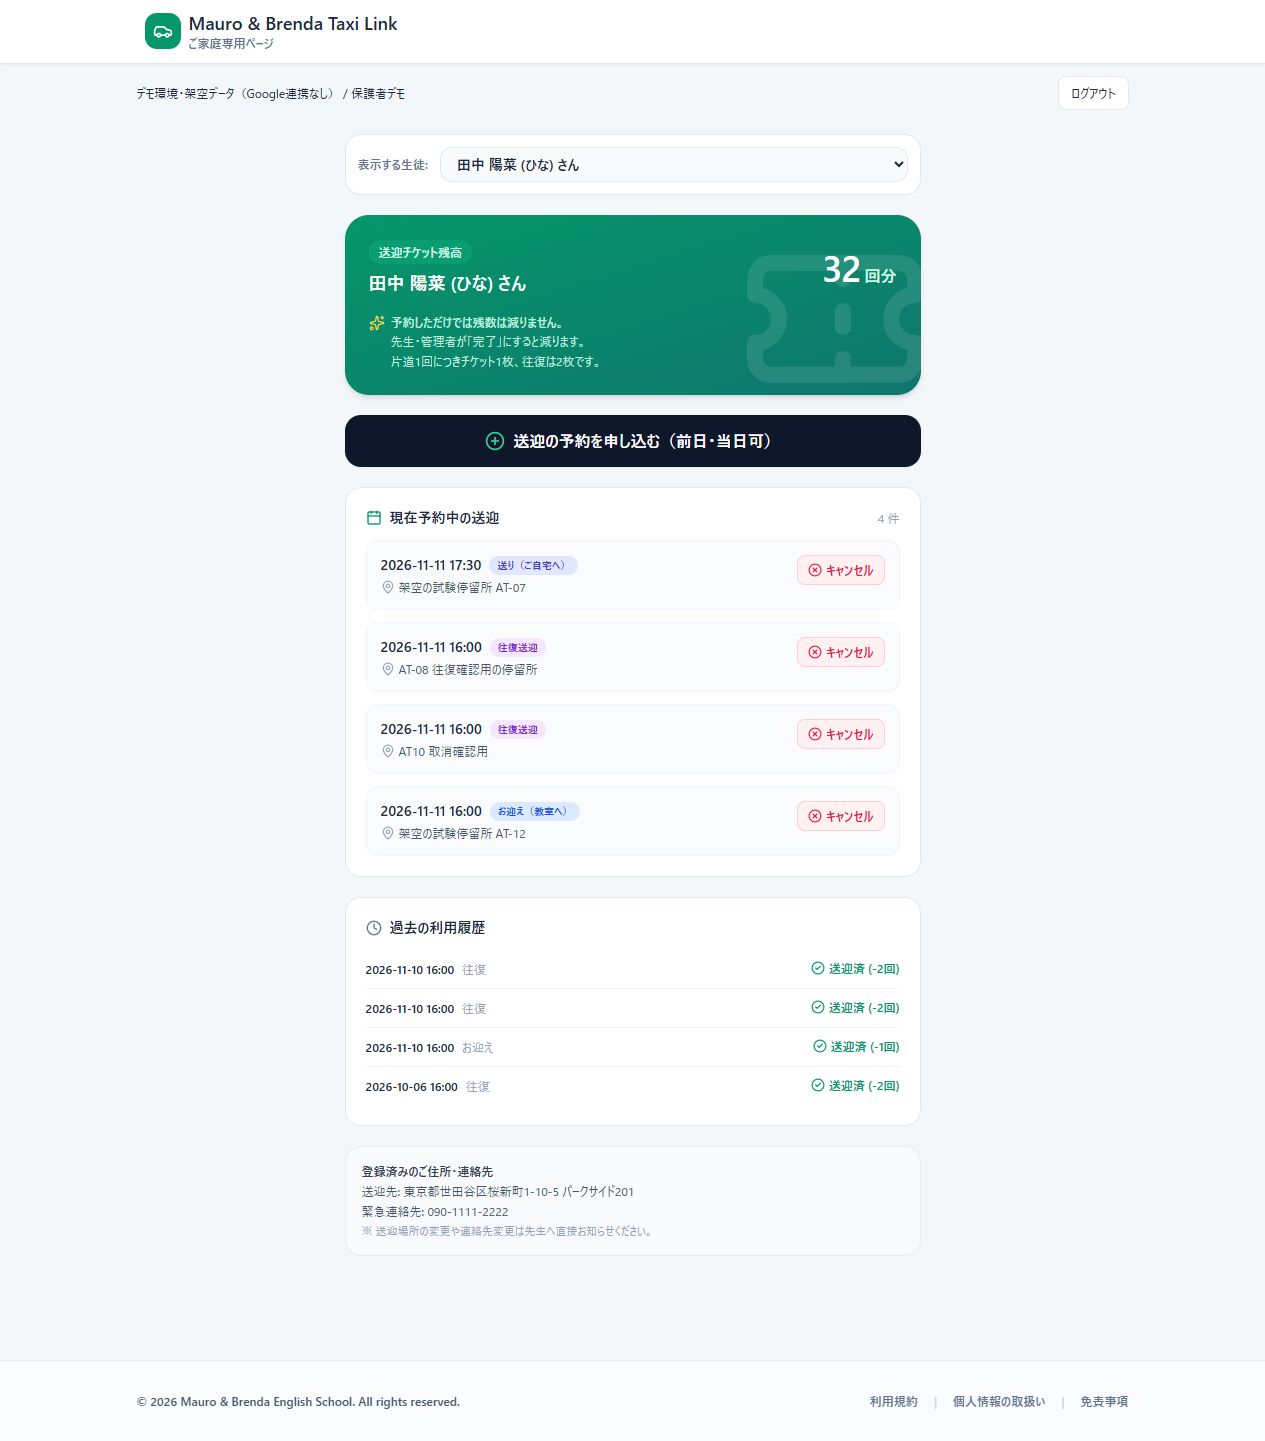 Mauro & Brenda Taxi Link
ご家庭専用ページ
デモ環境・架空データ（Google連携なし） / 保護者デモ
ログアウト
表示する生徒:
田中 陽菜 (ひな) さん
送迎チケット残高
田中 陽菜 (ひな) さん
32 回分
予約しただけでは残数は減りません。
先生・管理者が「完了」にすると減ります。
片道1回につきチケット1枚、往復は2枚です。
送迎の予約を申し込む（前日・当日可）
現在予約中の送迎
4 件
2026-11-11 17:30 送り（ご自宅へ）
架空の試験停留所 AT-07
キャンセル
2026-11-11 16:00 往復送迎
AT-08 往復確認用の停留所
キャンセル
2026-11-11 16:00 往復送迎
AT10 取消確認用
キャンセル
2026-11-11 16:00 お迎え（教室へ）
架空の試験停留所 AT-12
キャンセル
過去の利用履歴
2026-11-10 16:00 往復 送迎済 (-2回)
2026-11-10 16:00 往復 送迎済 (-2回)
2026-11-10 16:00 お迎え 送迎済 (-1回)
2026-10-06 16:00 往復 送迎済 (-2回)
登録済みのご住所・連絡先
送迎先: 東京都世田谷区桜新町1-10-5 パークサイド201
緊急連絡先: 090-1111-2222
※ 送迎場所の変更や連絡先変更は先生へ直接お知らせください。
© 2026 Mauro & Brenda English School. All rights reserved.
利用規約 | 個人情報の取扱い | 免責事項